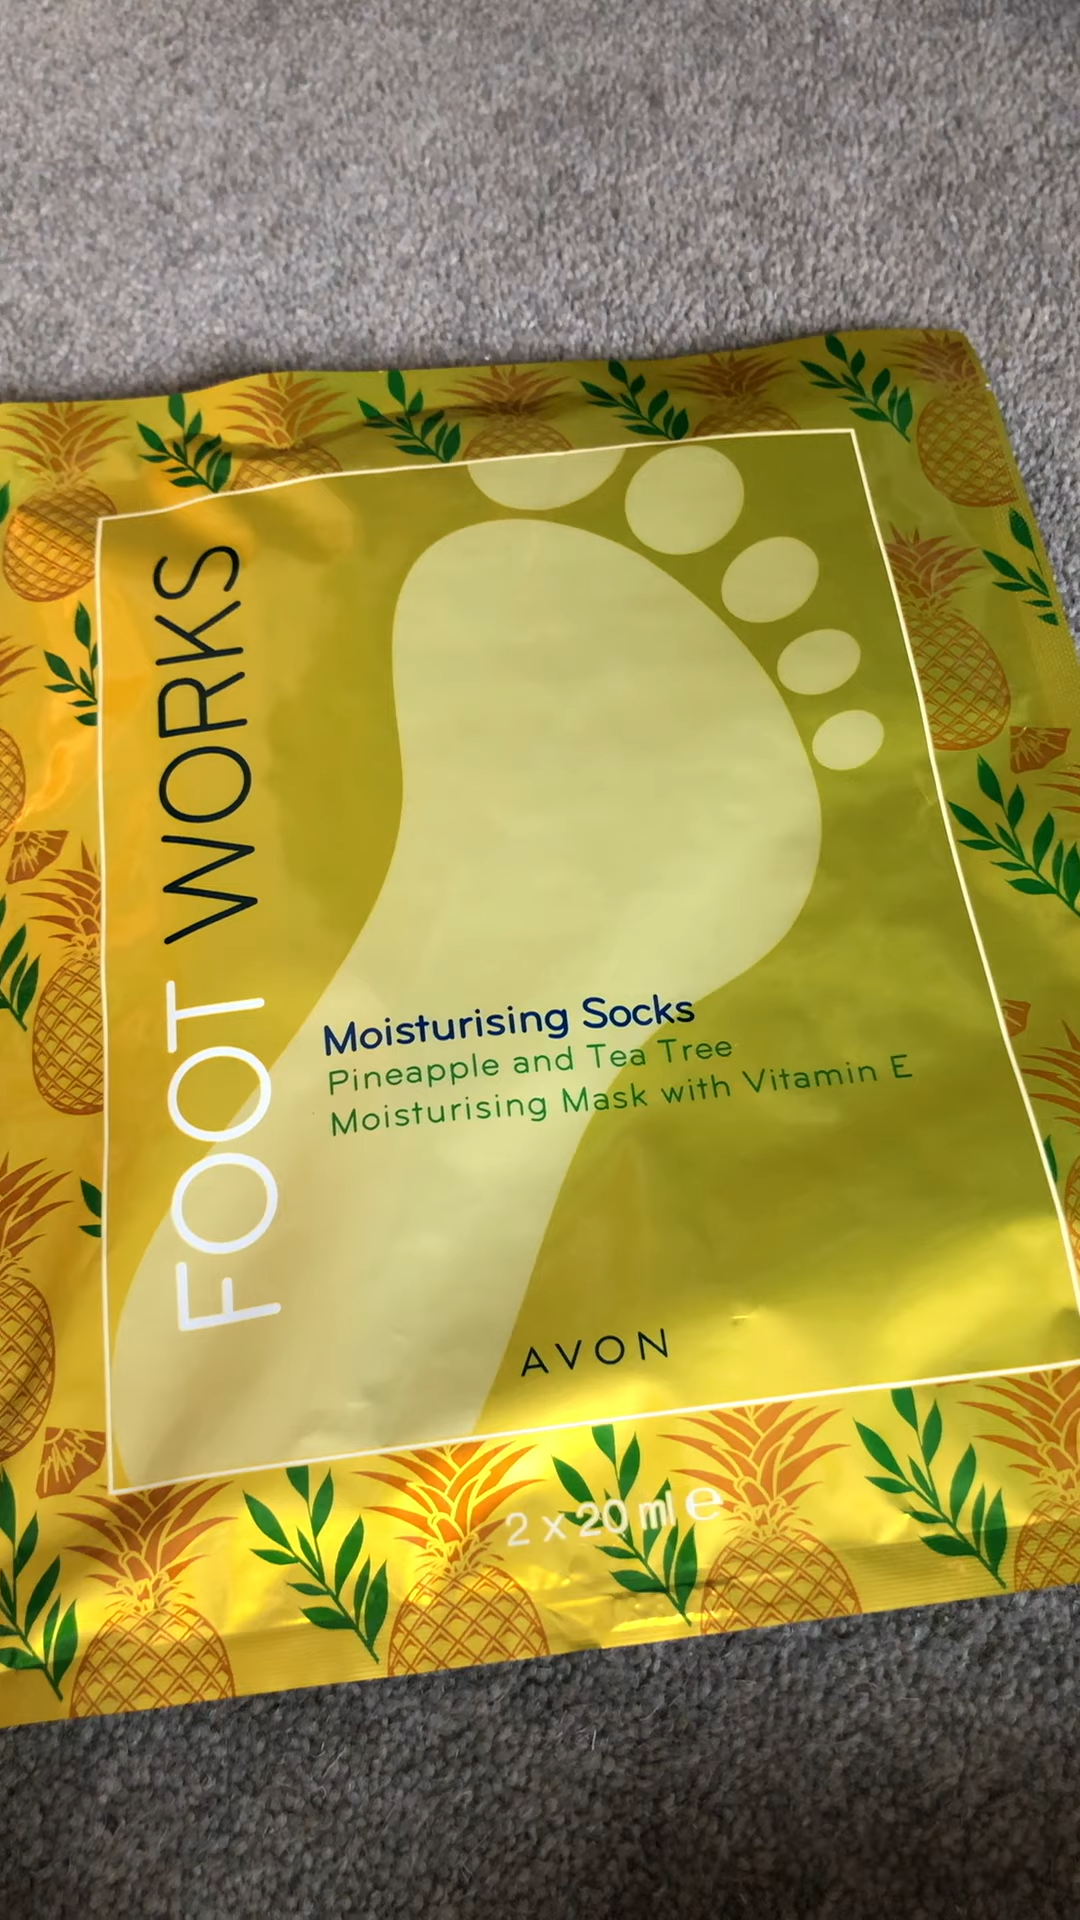 FOOT WORKS
Moisturising Socks
Pineapple and Tea Tree
Moisturising Mask with Vitamin E
AVON
2 x 20 ml e